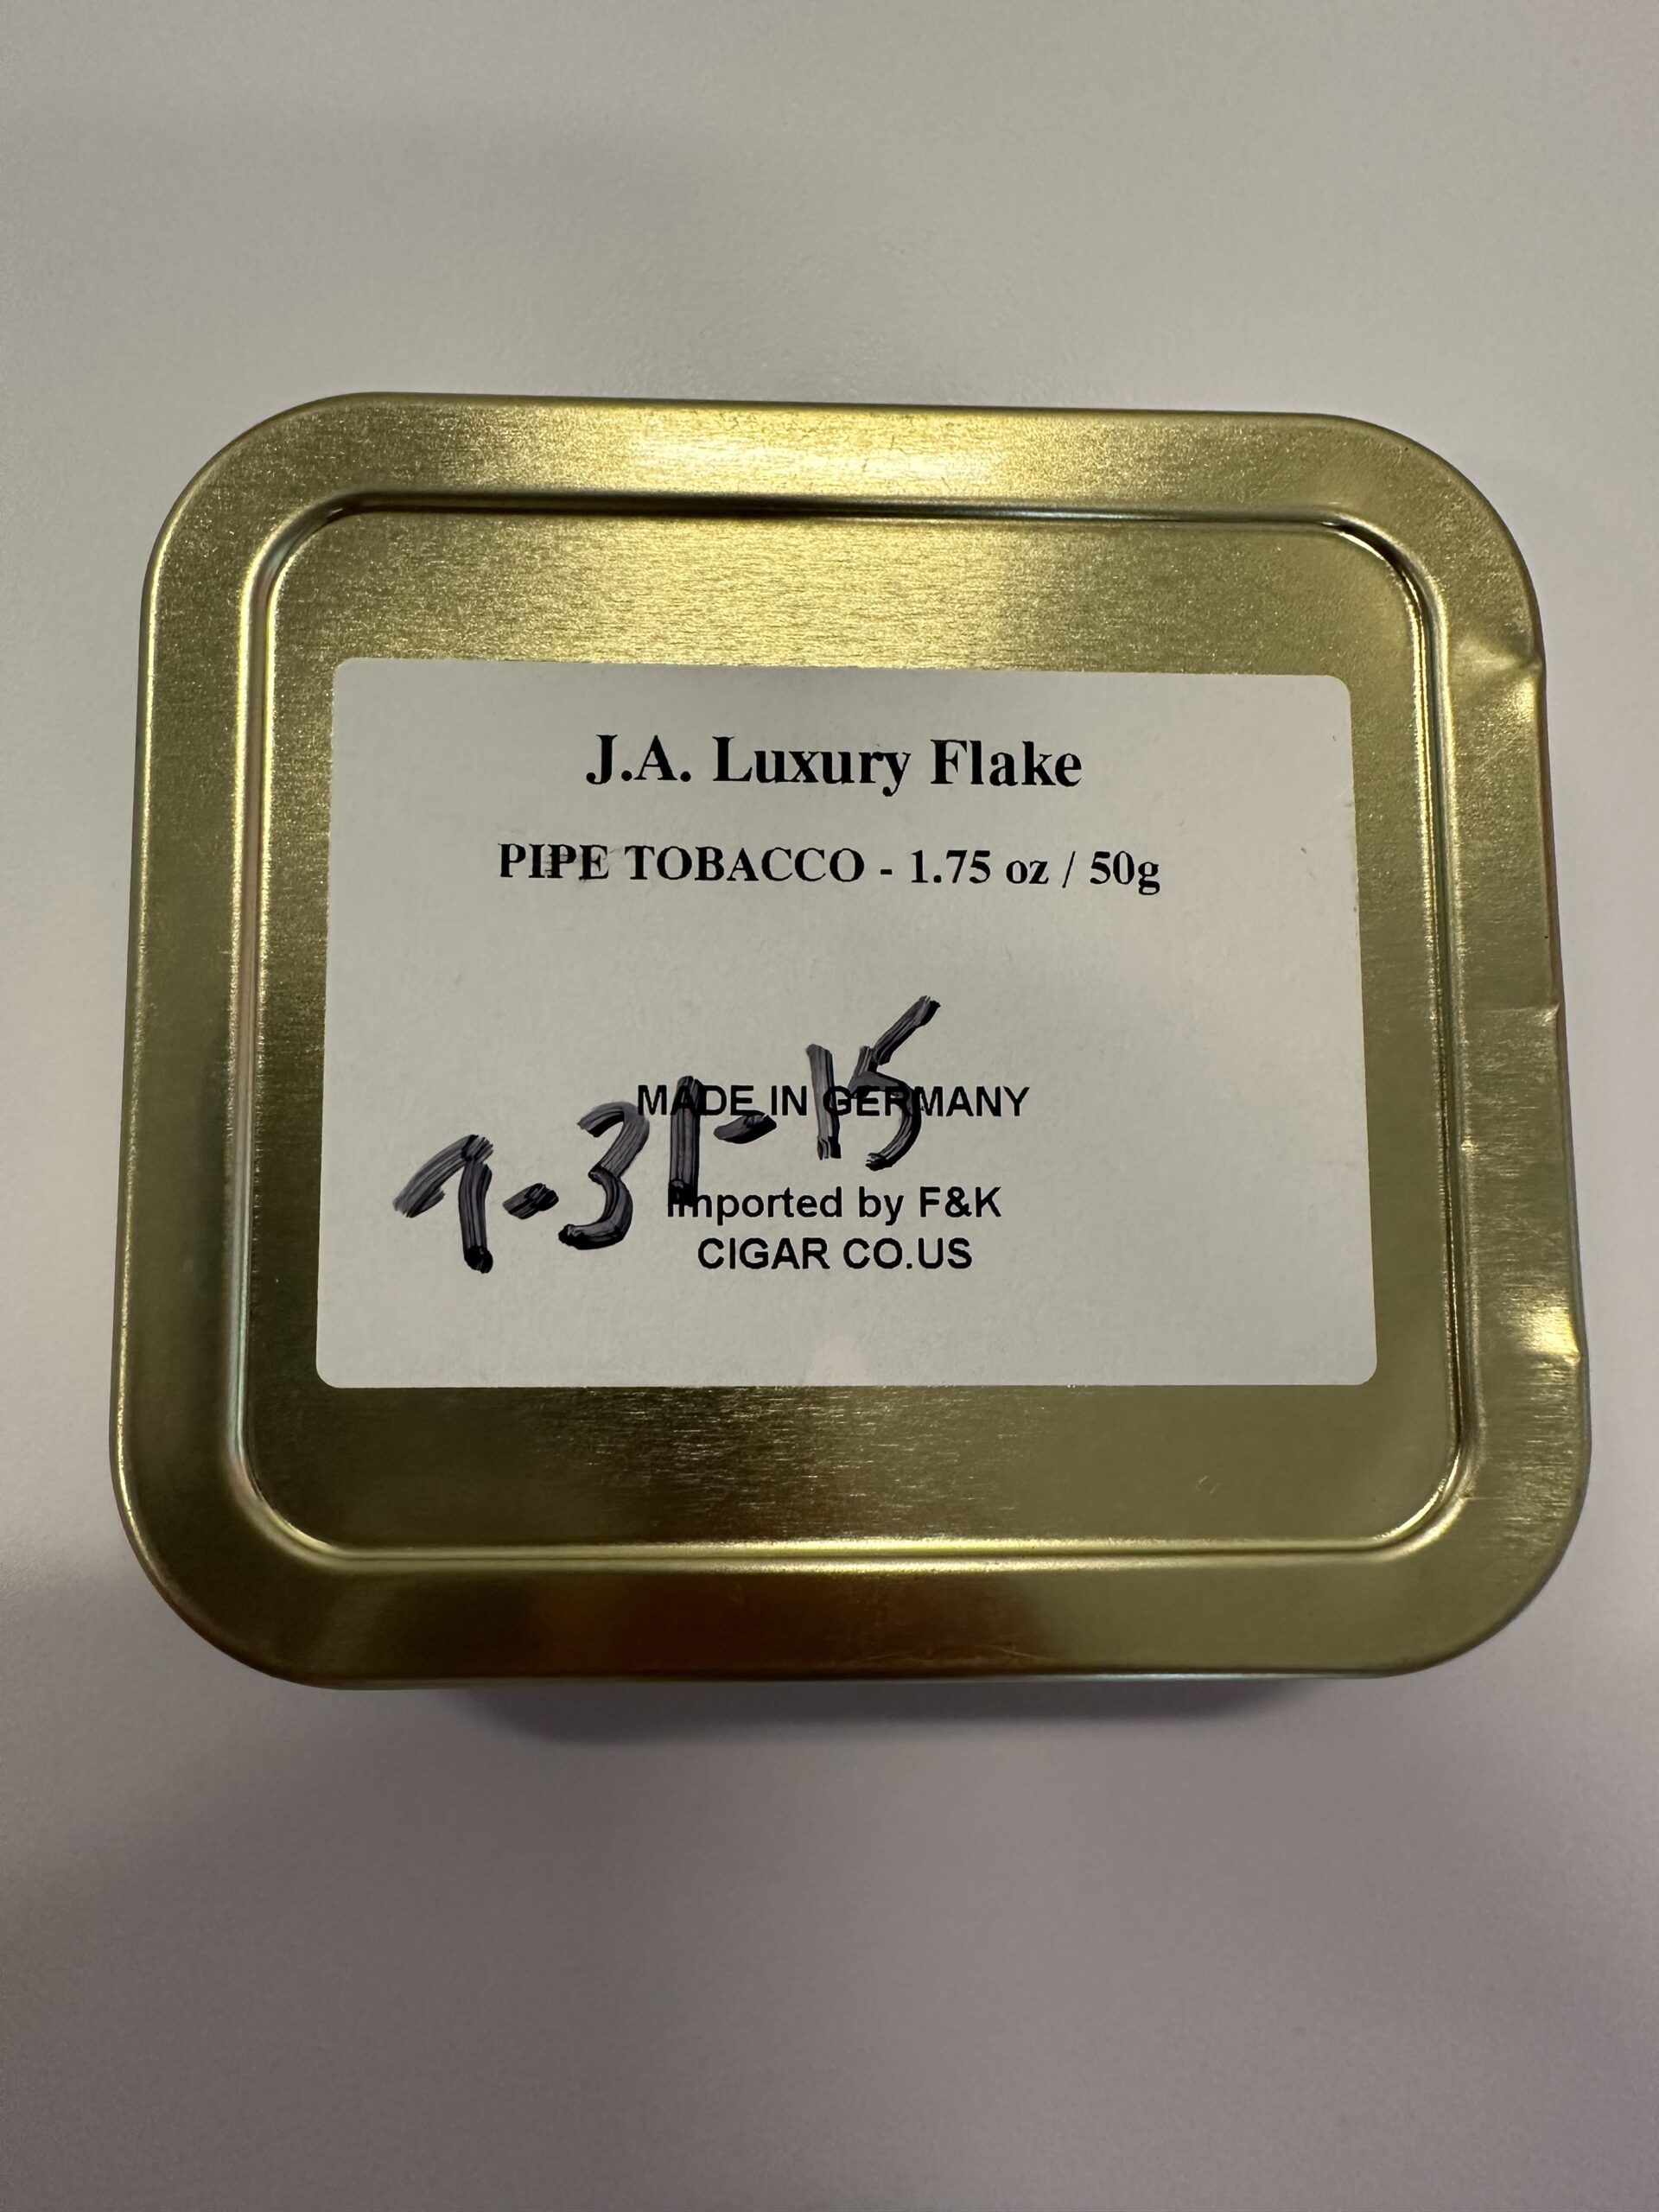 J.A. Luxury Flake
PIPE TOBACCO - 1.75 oz / 50g
MADE IN GERMANY
7-31-15
Imported by F&K
CIGAR CO.US